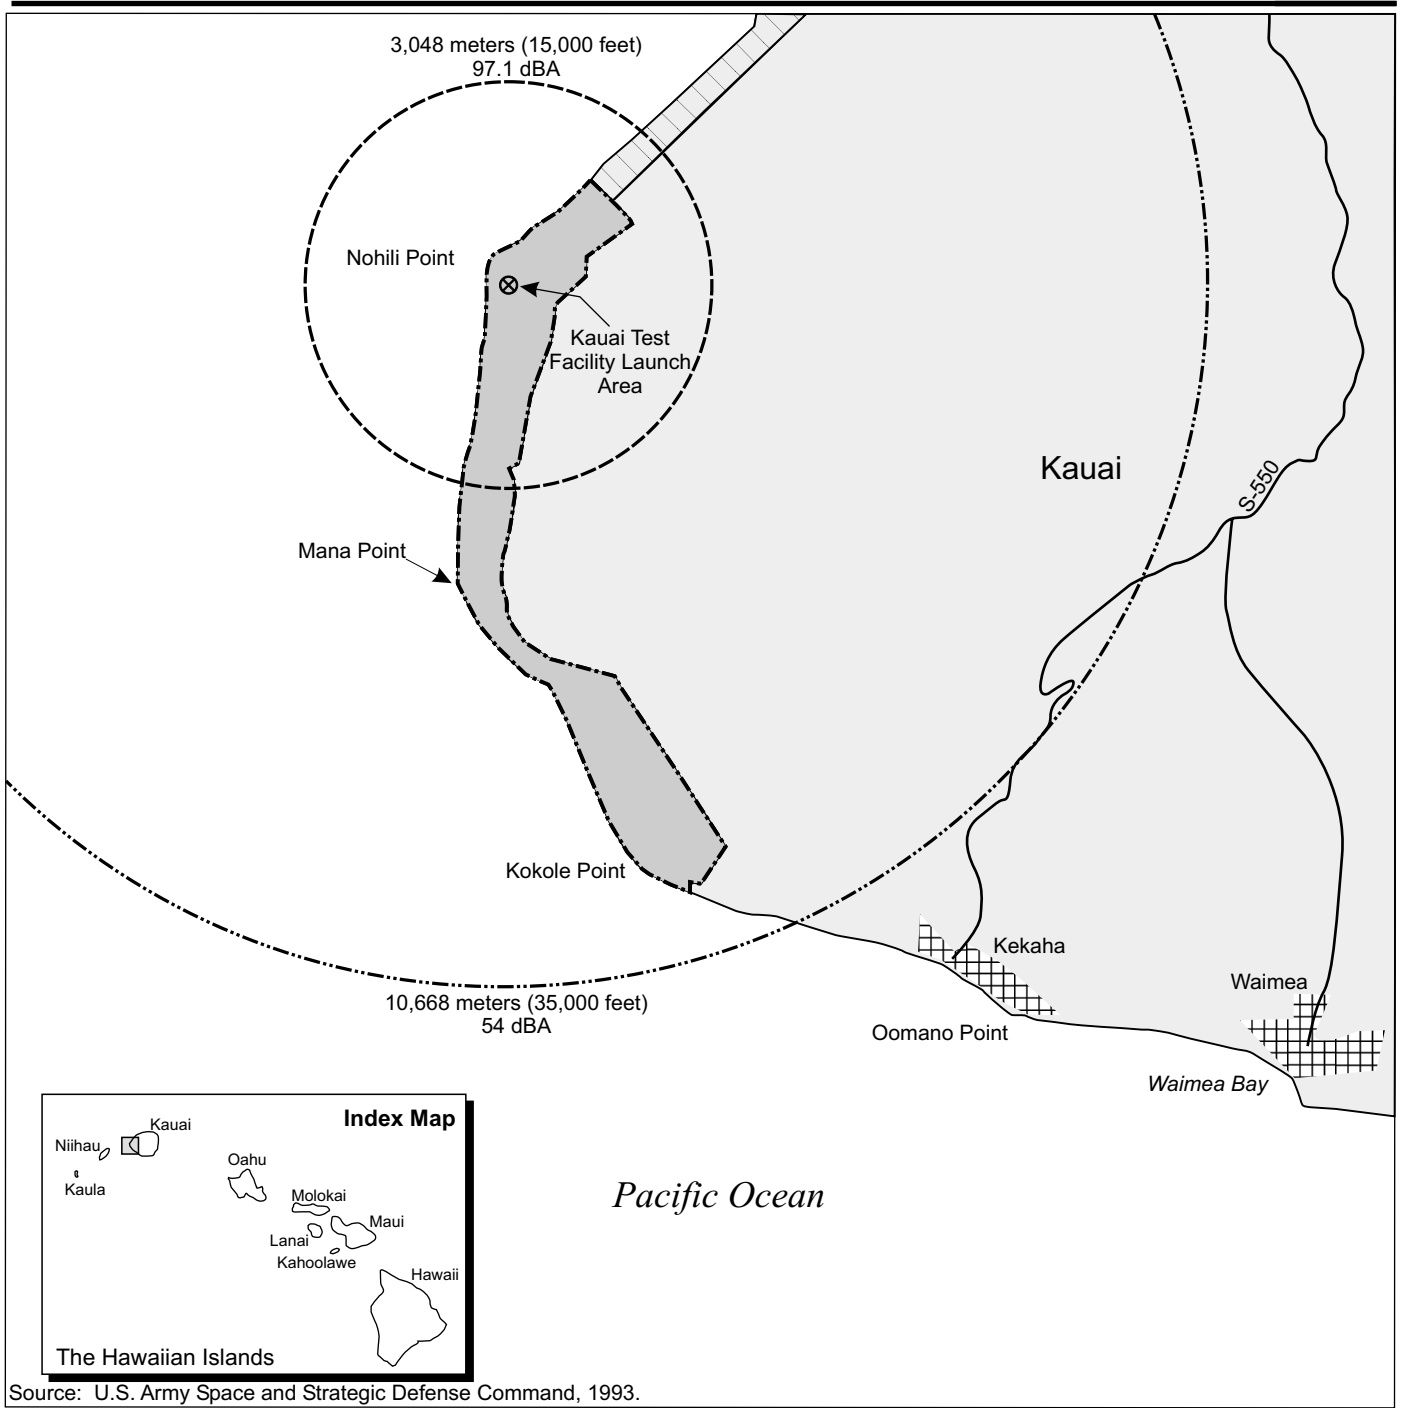 3,048 meters (15,000 feet)
97.1 dBA
Nohili Point
Kauai Test
Facility Launch
Area
Kauai
S-550
Mana Point
Kokole Point
Kekaha
Waimea
10,668 meters (35,000 feet)
54 dBA
Oomano Point
Waimea Bay
Index Map
Kauai
Niihau
Kaula
Oahu
Molokai
Maui
Lanai
Kahoolawe
Hawaii
The Hawaiian Islands
Pacific Ocean
Source: U.S. Army Space and Strategic Defense Command, 1993.